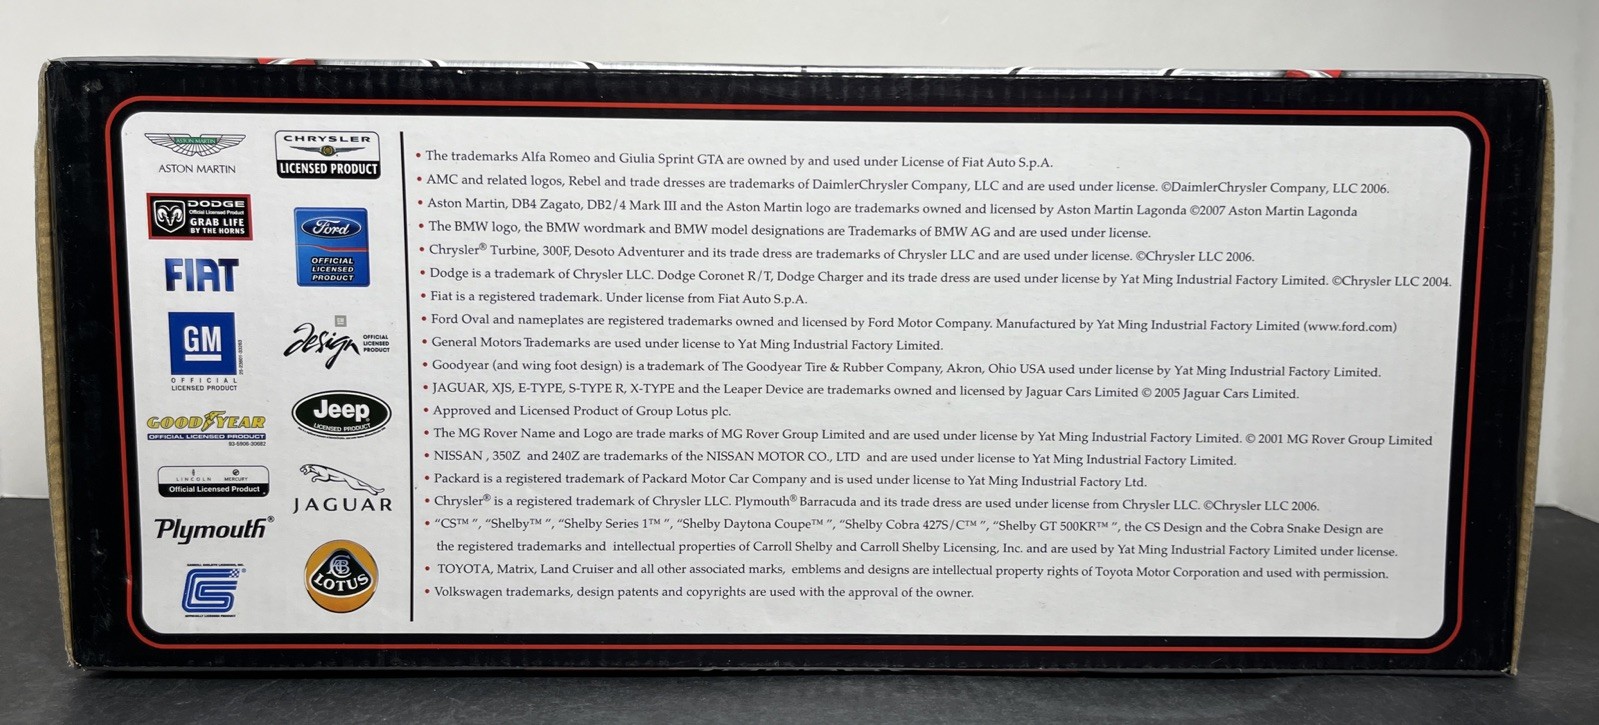 ASTON MARTIN
ASTON MARTIN
CHRYSLER
LICENSED PRODUCT
DODGE
Official Licensed Product
GRAB LIFE
BY THE HORNS
Ford
OFFICIAL
LICENSED
PRODUCT
FIAT
GM
OFFICIAL
LICENSED PRODUCT
GM
design
OFFICIAL
LICENSED
PRODUCT
GOODYEAR
OFFICIAL LICENSED PRODUCT
Jeep
LICENSED PRODUCT
LINCOLN MERCURY
Official Licensed Product
JAGUAR
Plymouth®
LOTUS
• The trademarks Alfa Romeo and Giulia Sprint GTA are owned by and used under License of Fiat Auto S.p.A.
• AMC and related logos, Rebel and trade dresses are trademarks of DaimlerChrysler Company, LLC and are used under license. ©DaimlerChrysler Company, LLC 2006.
• Aston Martin, DB4 Zagato, DB2/4 Mark III and the Aston Martin logo are trademarks owned and licensed by Aston Martin Lagonda ©2007 Aston Martin Lagonda
• The BMW logo, the BMW wordmark and BMW model designations are Trademarks of BMW AG and are used under license.
• Chrysler® Turbine, 300F, Desoto Adventurer and its trade dress are trademarks of Chrysler LLC and are used under license. ©Chrysler LLC 2006.
• Dodge is a trademark of Chrysler LLC. Dodge Coronet R/T, Dodge Charger and its trade dress are used under license by Yat Ming Industrial Factory Limited. ©Chrysler LLC 2004.
• Fiat is a registered trademark. Under license from Fiat Auto S.p.A.
• Ford Oval and nameplates are registered trademarks owned and licensed by Ford Motor Company. Manufactured by Yat Ming Industrial Factory Limited (www.ford.com)
• General Motors Trademarks are used under license to Yat Ming Industrial Factory Limited.
• Goodyear (and wing foot design) is a trademark of The Goodyear Tire & Rubber Company, Akron, Ohio USA used under license by Yat Ming Industrial Factory Limited.
• JAGUAR, XJS, E-TYPE, S-TYPE R, X-TYPE and the Leaper Device are trademarks owned and licensed by Jaguar Cars Limited © 2005 Jaguar Cars Limited.
• Approved and Licensed Product of Group Lotus plc.
• The MG Rover Name and Logo are trade marks of MG Rover Group Limited and are used under license by Yat Ming Industrial Factory Limited. © 2001 MG Rover Group Limited
• NISSAN , 350Z and 240Z are trademarks of the NISSAN MOTOR CO., LTD and are used under license to Yat Ming Industrial Factory Limited.
• Packard is a registered trademark of Packard Motor Car Company and is used under license to Yat Ming Industrial Factory Ltd.
• Chrysler® is a registered trademark of Chrysler LLC. Plymouth® Barracuda and its trade dress are used under license from Chrysler LLC. ©Chrysler LLC 2006.
• “CS™ ”, “Shelby™ ”, “Shelby Series 1™ ”, “Shelby Daytona Coupe™ ”, “Shelby Cobra 427S/C™ ”, “Shelby GT 500KR™ “, the CS Design and the Cobra Snake Design are
the registered trademarks and intellectual properties of Carroll Shelby and Carroll Shelby Licensing, Inc. and are used by Yat Ming Industrial Factory Limited under license.
• TOYOTA, Matrix, Land Cruiser and all other associated marks, emblems and designs are intellectual property rights of Toyota Motor Corporation and used with permission.
• Volkswagen trademarks, design patents and copyrights are used with the approval of the owner.